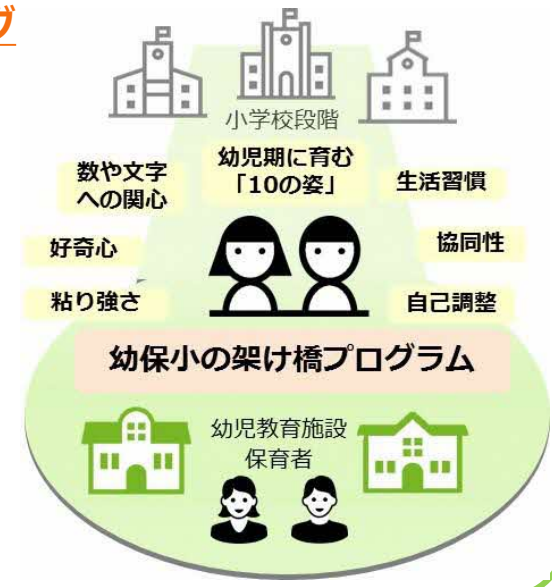 ブ
小学校段階
幼児期に育む
「10の姿」
数や文字
への関心
生活習慣
好奇心
協同性
粘り強さ
自己調整
幼保小の架け橋プログラム
幼児教育施設
保育者